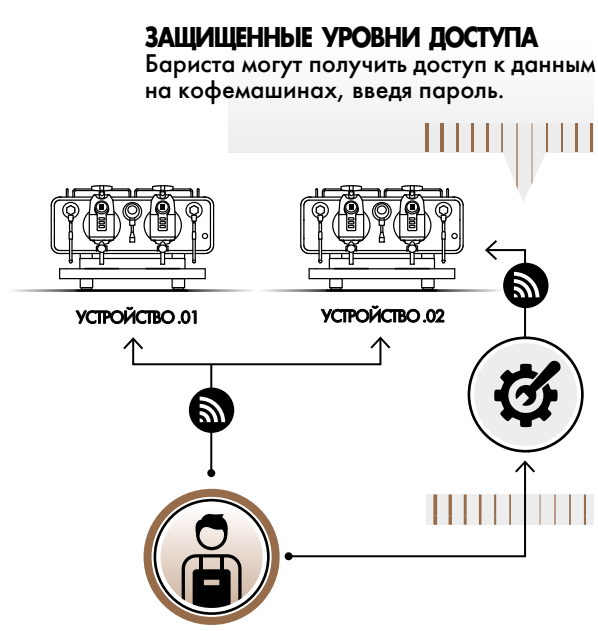 ЗАЩИЩЕННЫЕ УРОВНИ ДОСТУПА
Бариста могут получить доступ к данным
на кофемашинах, введя пароль.
УСТРОЙСТВО .01
УСТРОЙСТВО .02